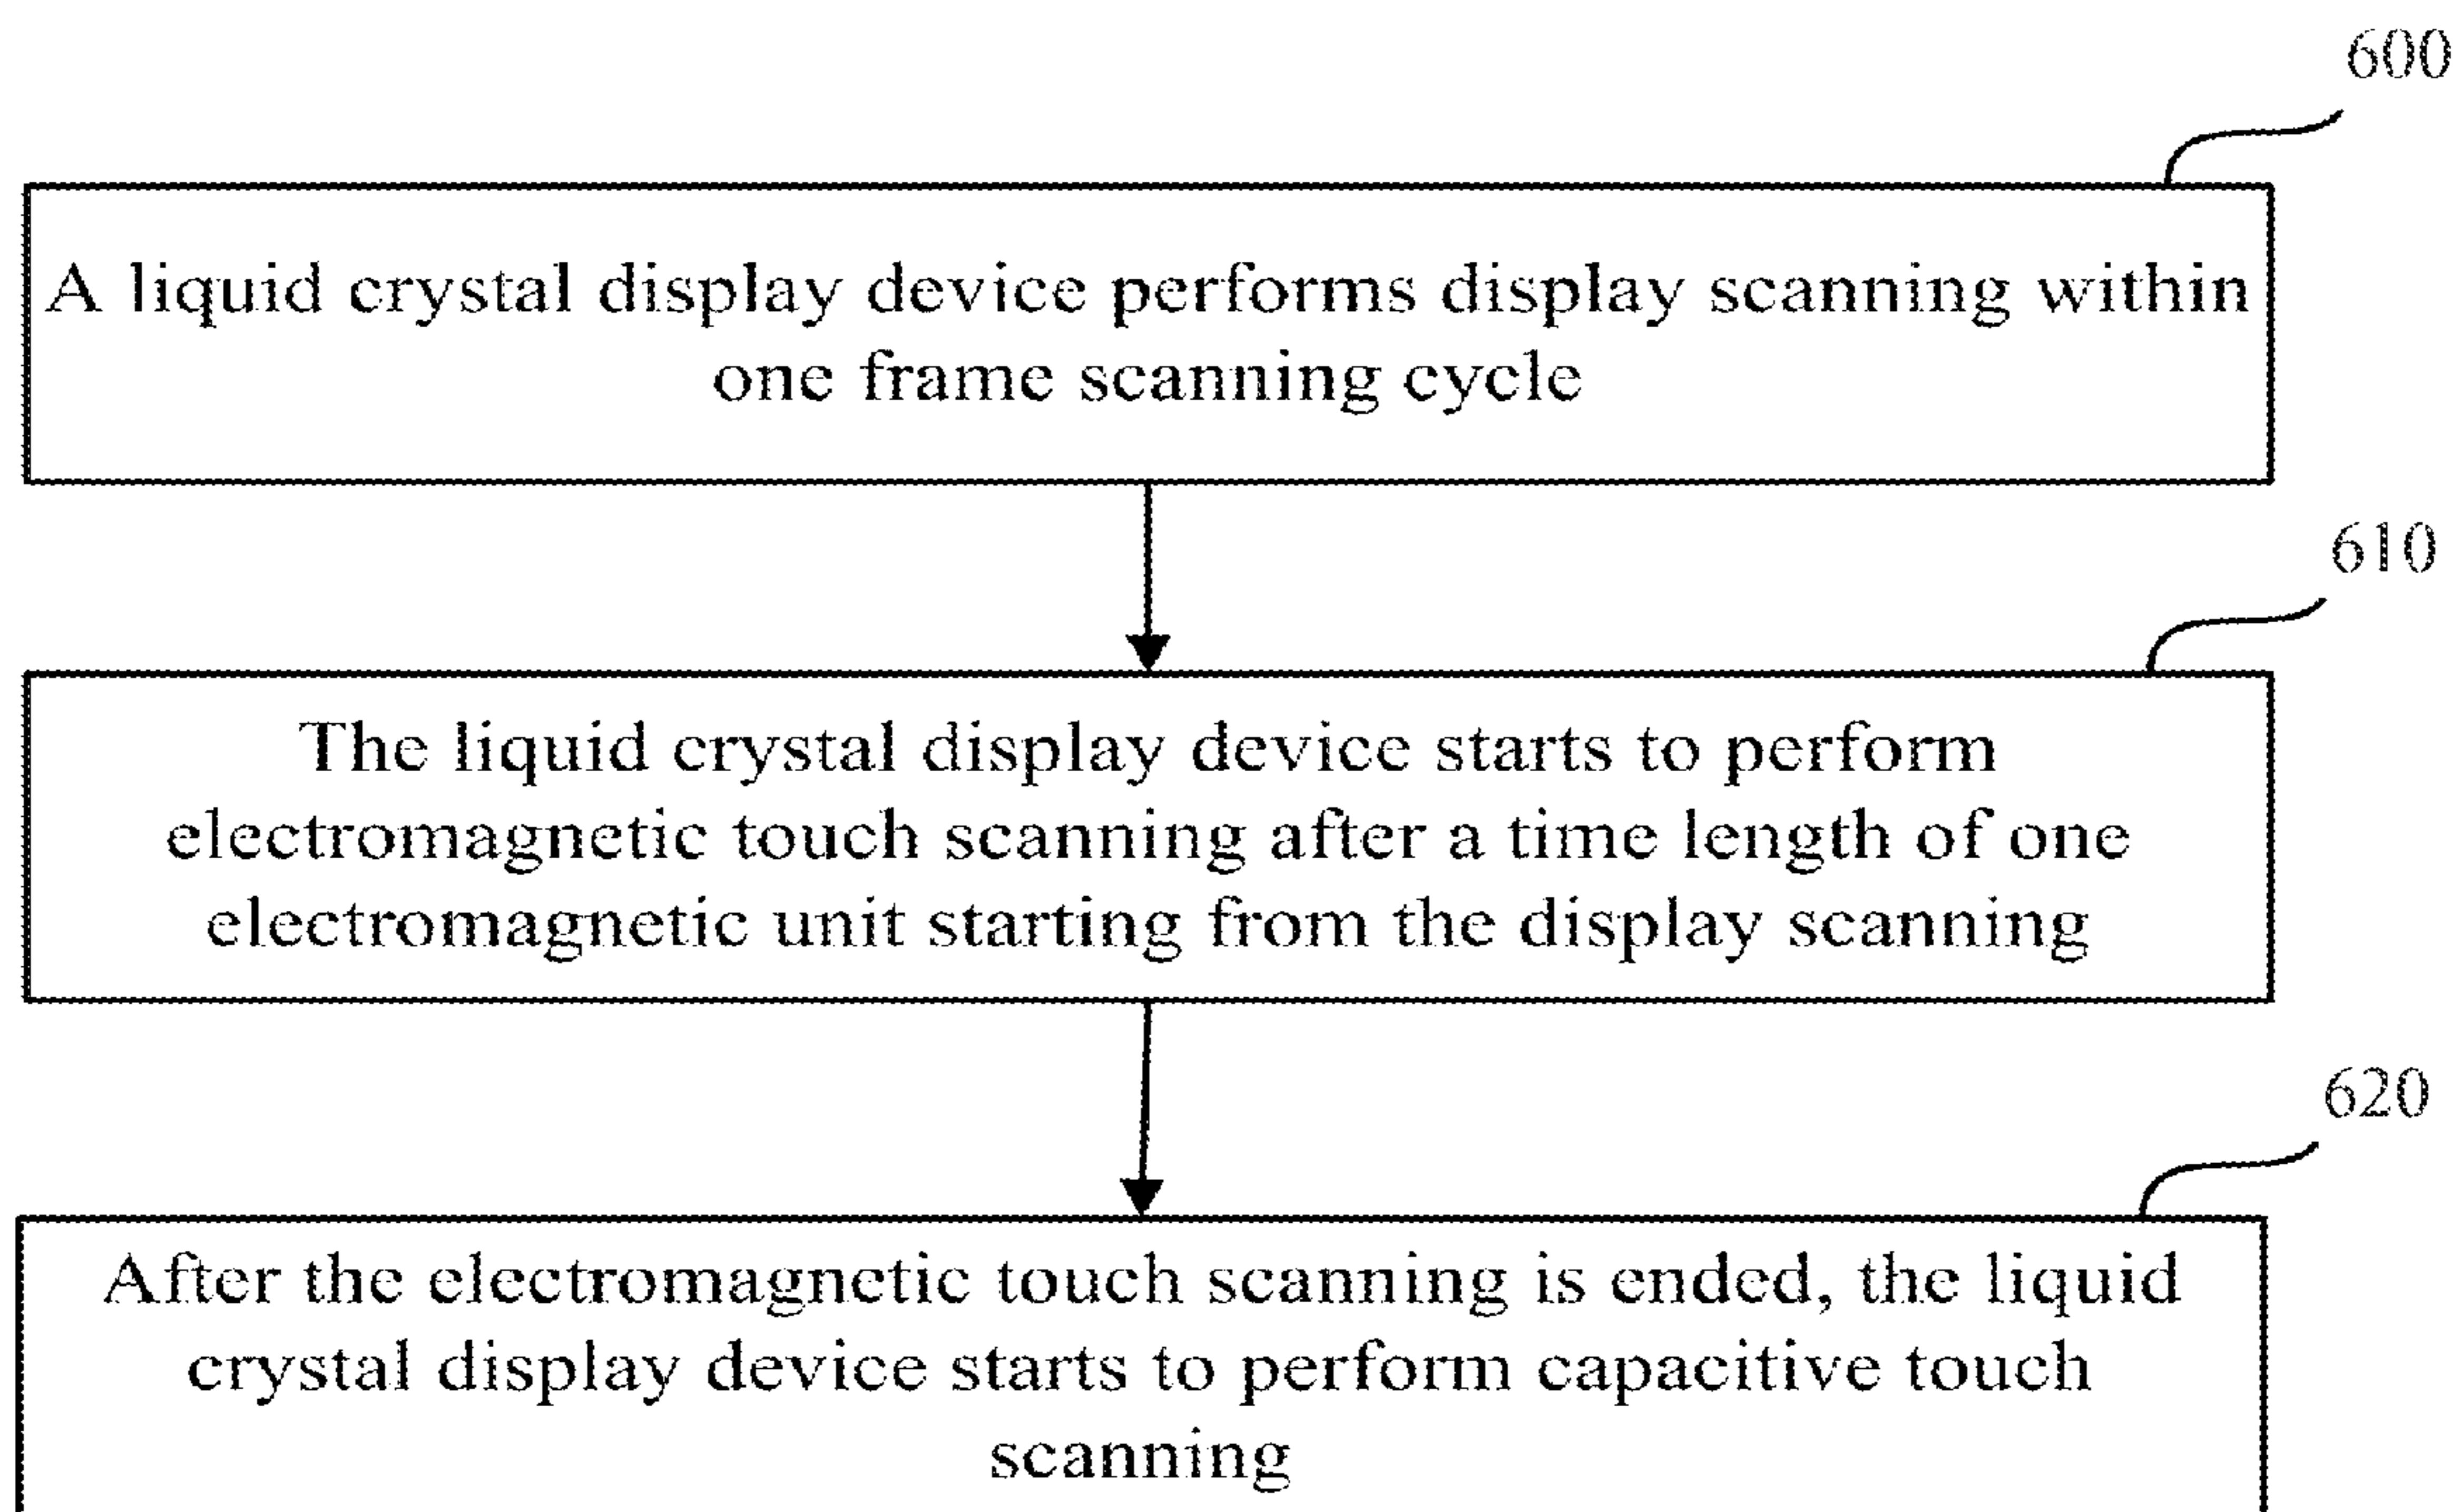 600
A liquid crystal display device performs display scanning within
one frame scanning cycle
610
The liquid crystal display device starts to perform
electromagnetic touch scanning after a time length of one
electromagnetic unit starting from the display scanning
620
After the electromagnetic touch scanning is ended, the liquid
crystal display device starts to perform capacitive touch
scanning